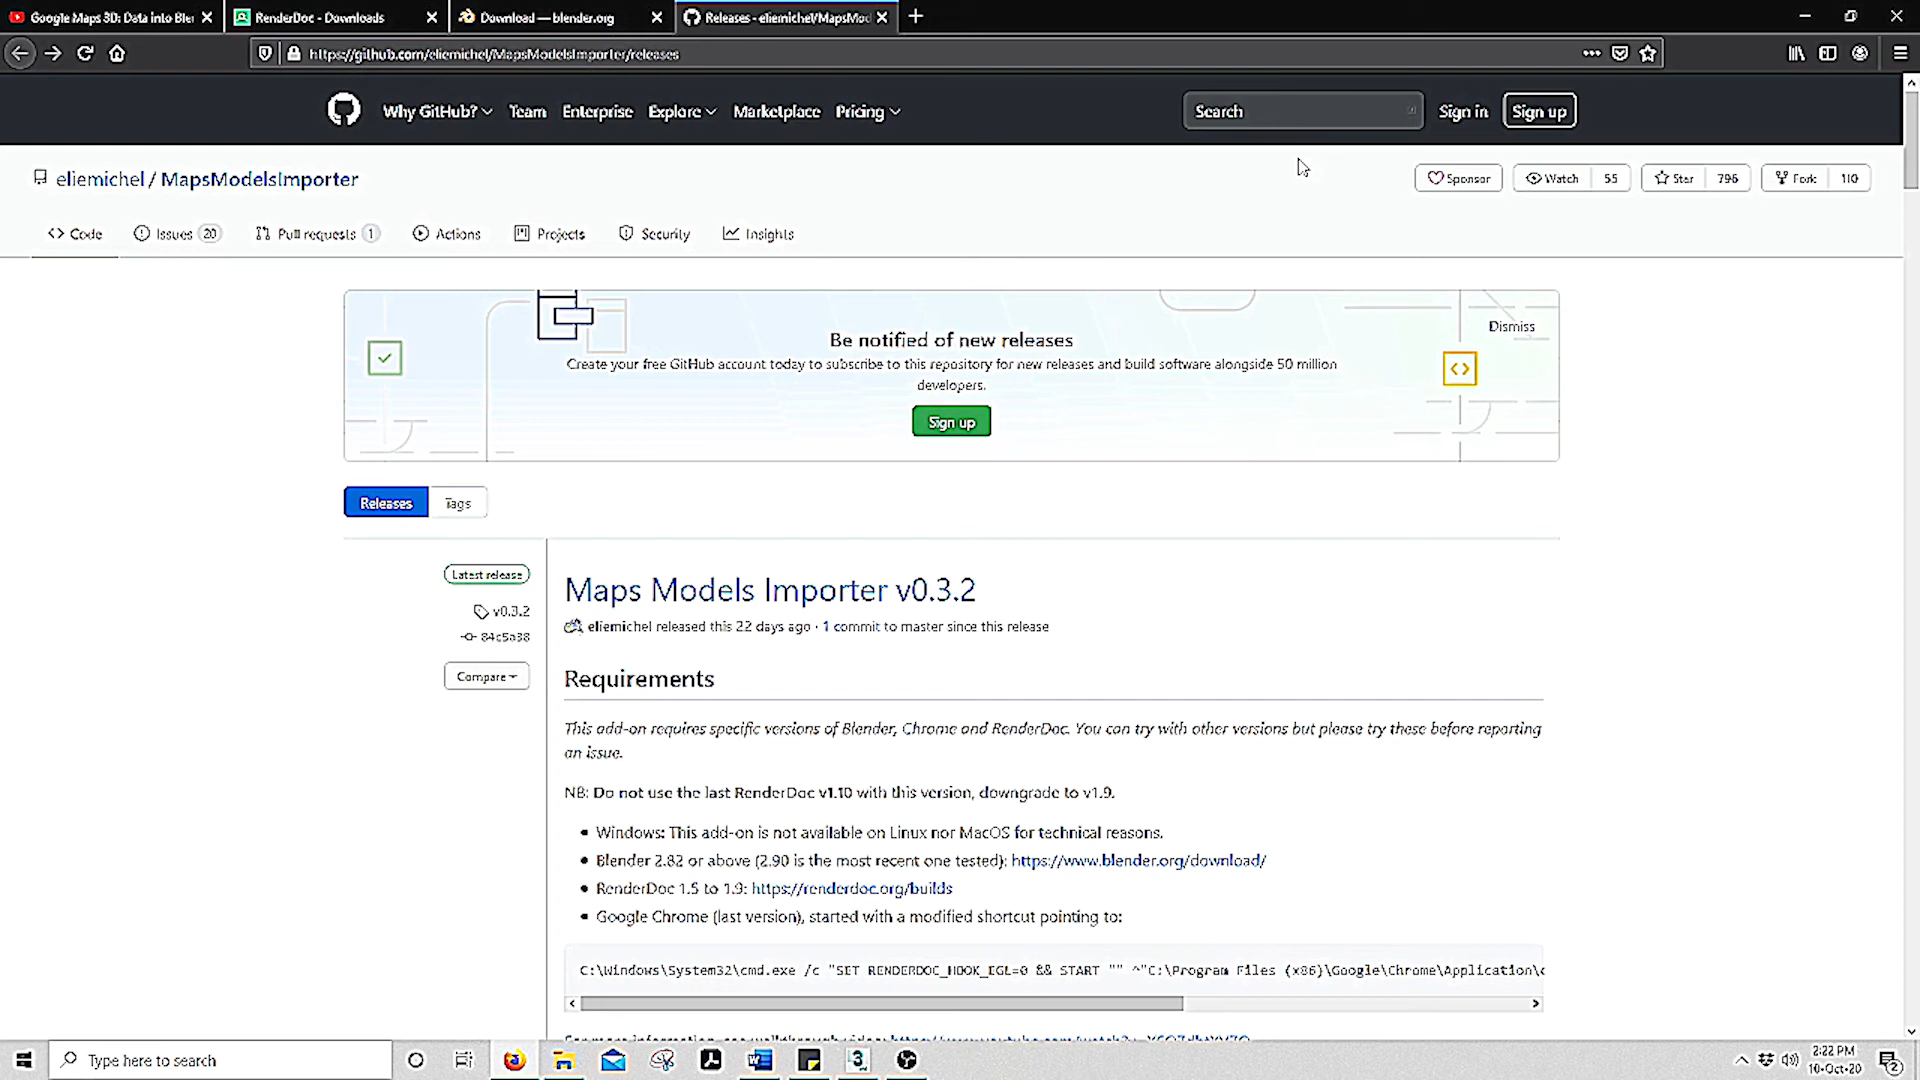 Google Maps 3D: Data into Ble
RenderDoc - Downloads
Download — blender.org
Releases - eliemichel/MapsMod
https://github.com/eliemichel/MapsModelsImporter/releases
Why GitHub?
Team
Enterprise
Explore
Marketplace
Pricing
Search
Sign in
Sign up
eliemichel / MapsModelsImporter
Sponsor
Watch 55
Star 796
Fork 110
Code
Issues 20
Pull requests 1
Actions
Projects
Security
Insights
Be notified of new releases
Dismiss
Create your free GitHub account today to subscribe to this repository for new releases and build software alongside 50 million
developers.
Sign up
Releases
Tags
Latest release
v0.3.2
84c5a38
Compare
Maps Models Importer v0.3.2
eliemichel released this 22 days ago · 1 commit to master since this release
Requirements
This add-on requires specific versions of Blender, Chrome and RenderDoc. You can try with other versions but please try these before reporting
an issue.
NB: Do not use the last RenderDoc v1.10 with this version, downgrade to v1.9.
• Windows: This add-on is not available on Linux nor MacOS for technical reasons.
• Blender 2.82 or above (2.90 is the most recent one tested): https://www.blender.org/download/
• RenderDoc 1.5 to 1.9: https://renderdoc.org/builds
• Google Chrome (last version), started with a modified shortcut pointing to:
C:\Windows\System32\cmd.exe /c "SET RENDERDOC_HOOK_EGL=0 && START "" ^"C:\Program Files (x86)\Google\Chrome\Application\c
Type here to search
2:22 PM
10-Oct-20
2